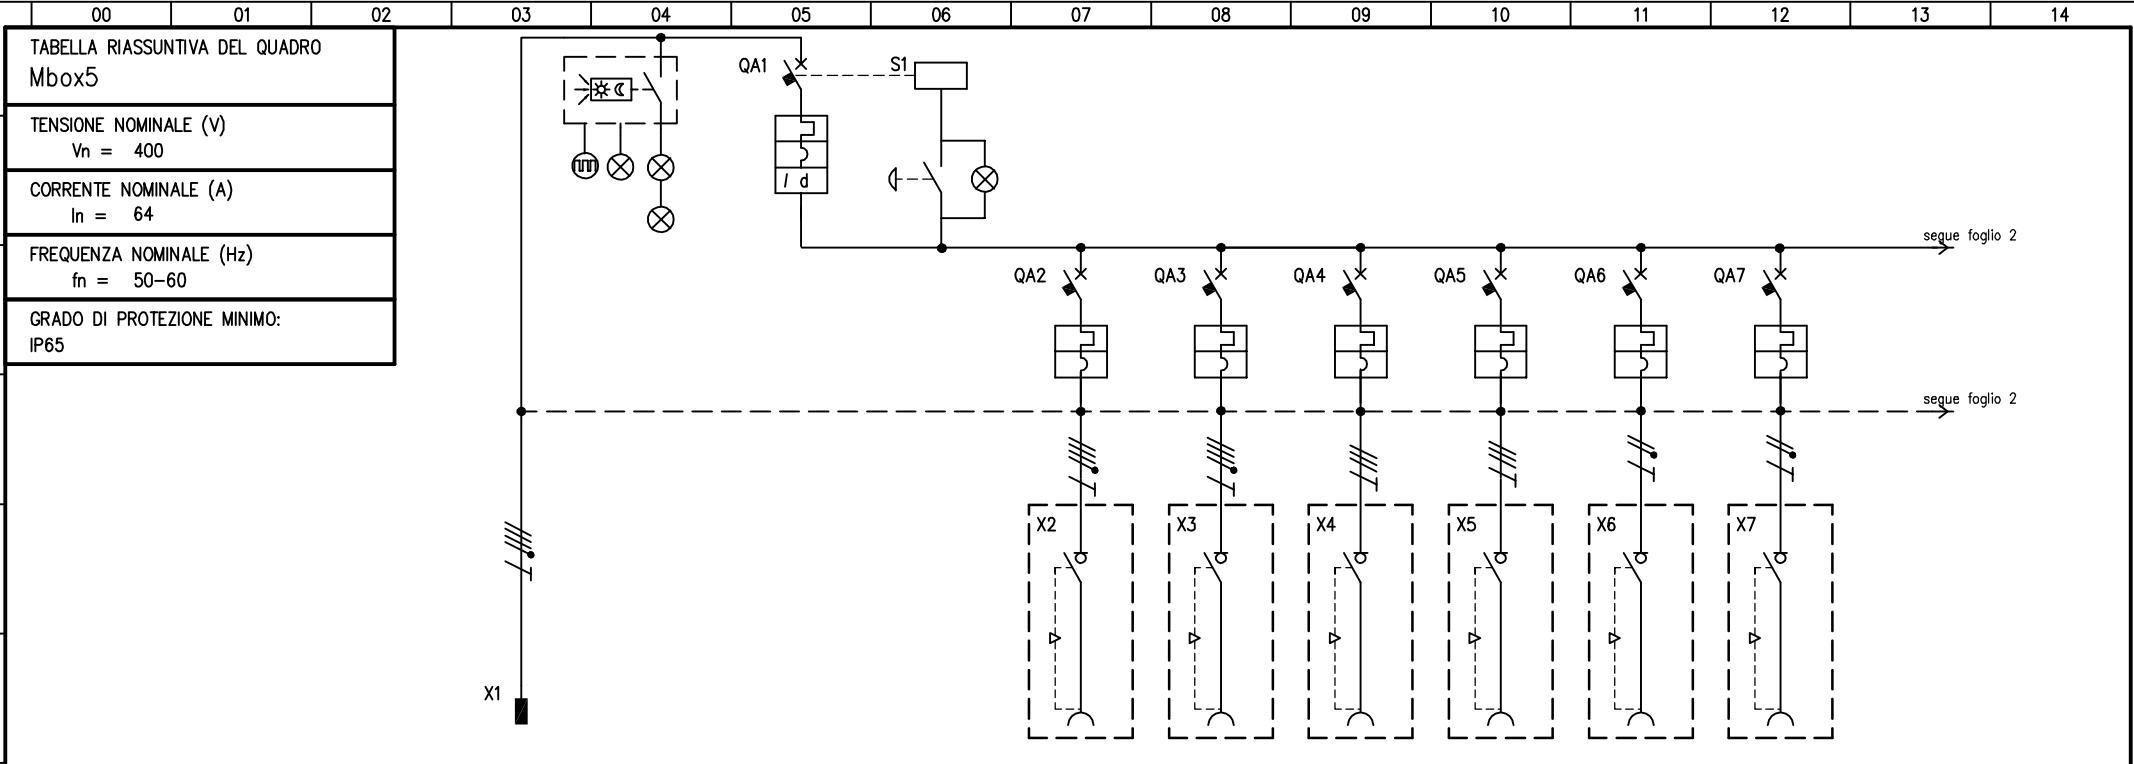 00 01 02 03 04 05 06 07 08 09 10 11 12 13 14
TABELLA RIASSUNTIVA DEL QUADRO
Mbox5
TENSIONE NOMINALE (V)
Vn = 400
CORRENTE NOMINALE (A)
In = 64
FREQUENZA NOMINALE (Hz)
fn = 50-60
GRADO DI PROTEZIONE MINIMO:
IP65
QA1
S1
I d
segue foglio 2
QA2 QA3 QA4 QA5 QA6 QA7
segue foglio 2
X2 X3 X4 X5 X6 X7
X1